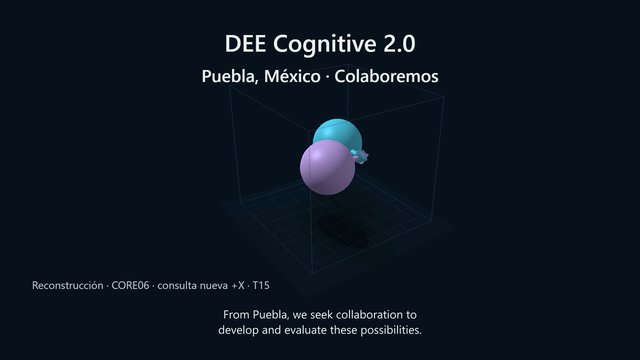 DEE Cognitive 2.0
Puebla, México · Colaboremos
Reconstrucción · CORE06 · consulta nueva +X · T15
From Puebla, we seek collaboration to
develop and evaluate these possibilities.